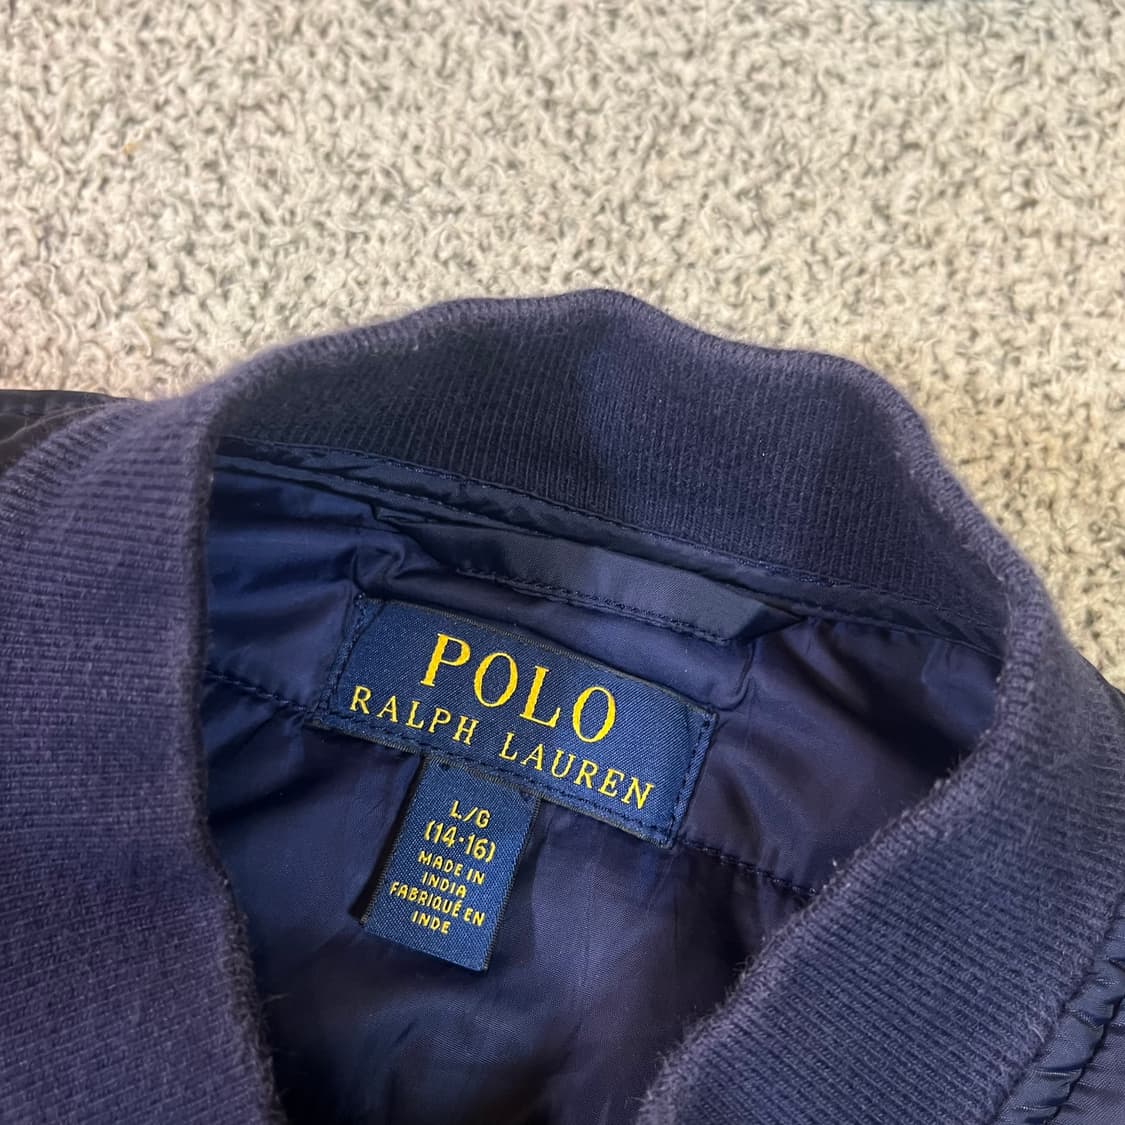 POLO
RALPH LAUREN
L/G
(14-16)
MADE IN
INDIA
FABRIQUÉ EN
INDE